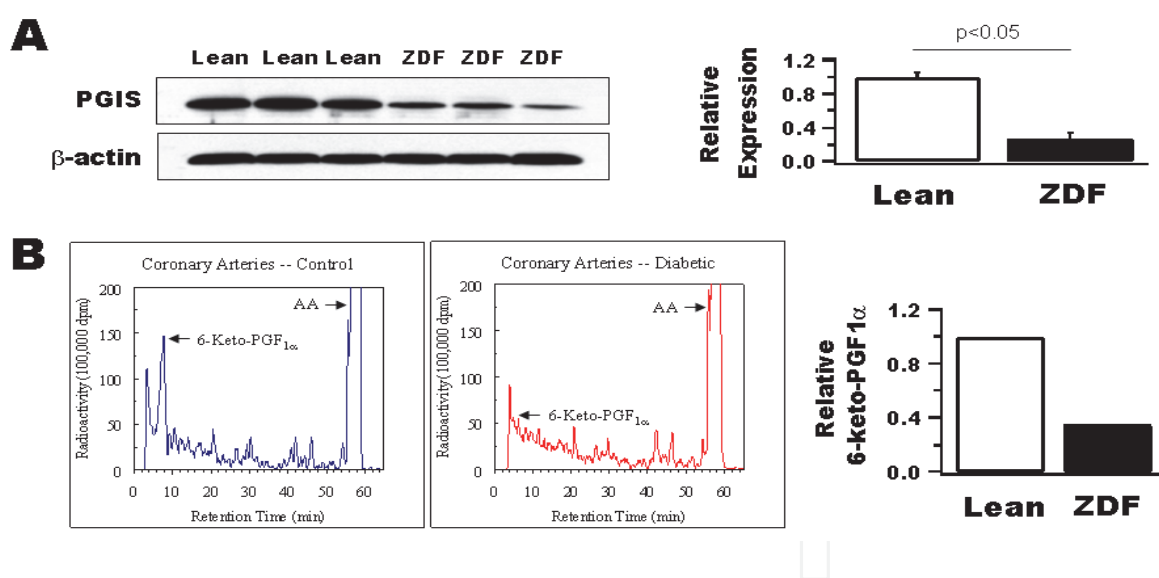 A
Lean Lean Lean ZDF ZDF ZDF
PGIS
β-actin
p<0.05
Relative
Expression
1.2
0.8
0.4
0.0
Lean ZDF
B
Coronary Arteries -- Control
Radioactivity (100,000 dpm)
200
150
100
50
0
AA
6-Keto-PGF1α
0 10 20 30 40 50 60
Retention Time (min)
Coronary Arteries -- Diabetic
Radioactivity (100,000 dpm)
200
150
100
50
0
AA
6-Keto-PGF1α
0 10 20 30 40 50 60
Retention Time (min)
Relative
6-keto-PGF1α
1.2
0.8
0.4
0.0
Lean ZDF